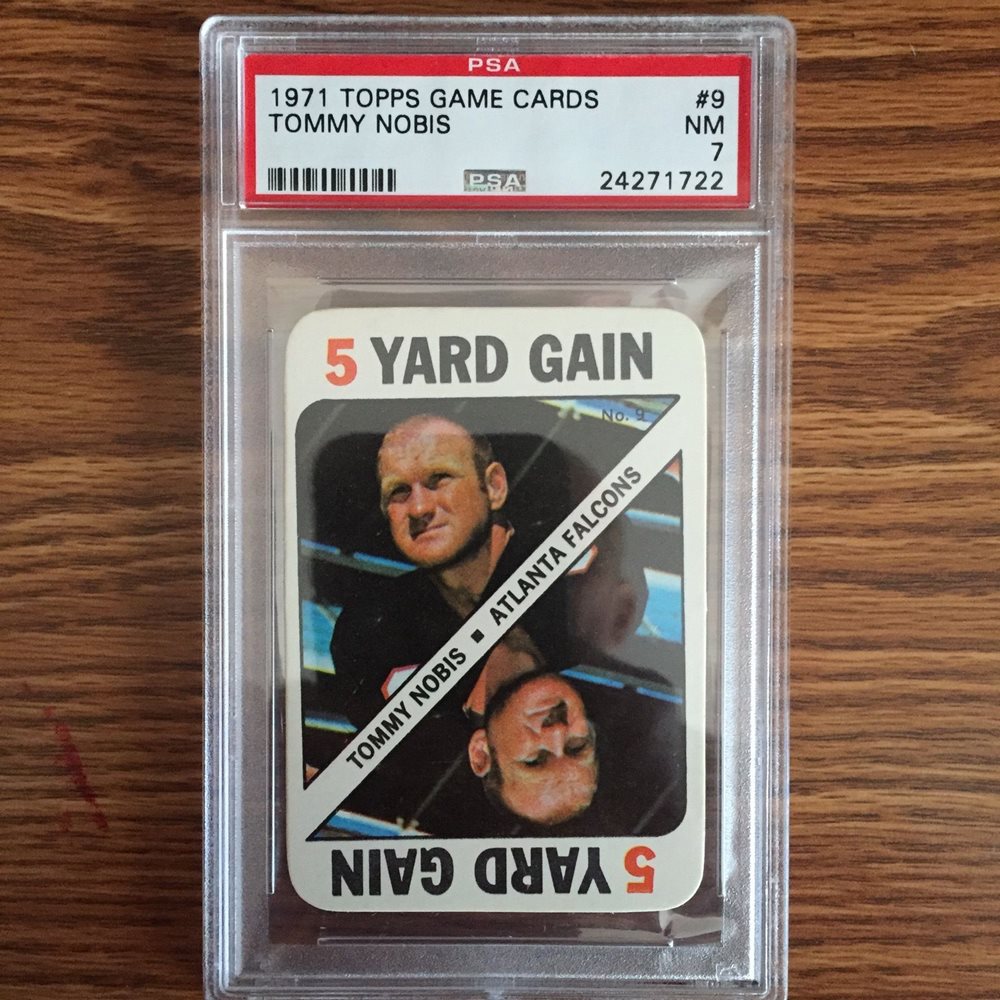 PSA
1971 TOPPS GAME CARDS #9
TOMMY NOBIS NM
7
PSA 24271722
5 YARD GAIN
No. 9
TOMMY NOBIS ▪ ATLANTA FALCONS
5 YARD GAIN